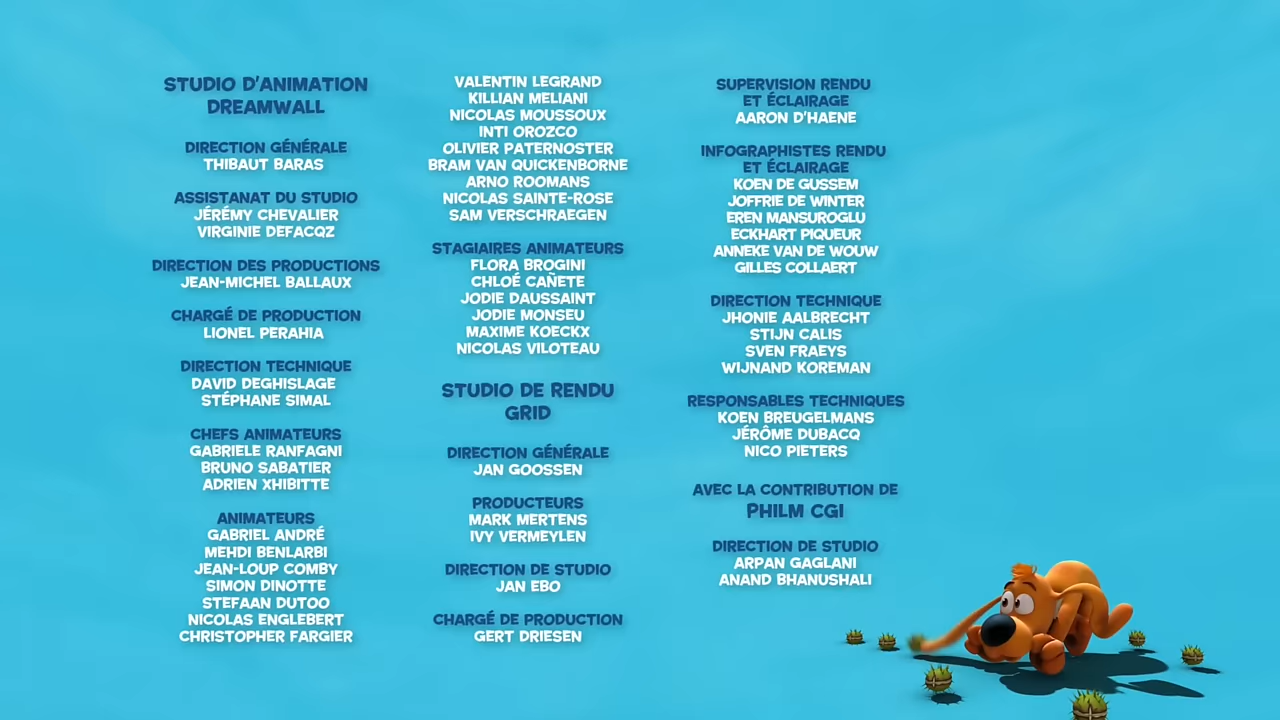 STUDIO D'ANIMATION
DREAMWALL
DIRECTION GÉNÉRALE
THIBAUT BARAS
ASSISTANAT DU STUDIO
JÉRÉMY CHEVALIER
VIRGINIE DEFACQZ
DIRECTION DES PRODUCTIONS
JEAN-MICHEL BALLAUX
CHARGÉ DE PRODUCTION
LIONEL PERAHIA
DIRECTION TECHNIQUE
DAVID DEGHISLAGE
STÉPHANE SIMAL
CHEFS ANIMATEURS
GABRIELE RANFAGNI
BRUNO SABATIER
ADRIEN XHIBITTE
ANIMATEURS
GABRIEL ANDRÉ
MEHDI BENLARBI
JEAN-LOUP COMBY
SIMON DINOTTE
STEFAAN DUTOO
NICOLAS ENGLEBERT
CHRISTOPHER FARGIER
VALENTIN LEGRAND
KILLIAN MELIANI
NICOLAS MOUSSOUX
INTI OROZCO
OLIVIER PATERNOSTER
BRAM VAN QUICKENBORNE
ARNO ROOMANS
NICOLAS SAINTE-ROSE
SAM VERSCHRAEGEN
STAGIAIRES ANIMATEURS
FLORA BROGINI
CHLOÉ CAÑETE
JODIE DAUSSAINT
JODIE MONSEU
MAXIME KOECKX
NICOLAS VILOTEAU
STUDIO DE RENDU
GRID
DIRECTION GÉNÉRALE
JAN GOOSSEN
PRODUCTEURS
MARK MERTENS
IVY VERMEYLEN
DIRECTION DE STUDIO
JAN EBO
CHARGÉ DE PRODUCTION
GERT DRIESEN
SUPERVISION RENDU
ET ÉCLAIRAGE
AARON D'HAENE
INFOGRAPHISTES RENDU
ET ÉCLAIRAGE
KOEN DE GUSSEM
JOFFRIE DE WINTER
EREN MANSUROGLU
ECKHART PIQUEUR
ANNEKE VAN DE WOUW
GILLES COLLAERT
DIRECTION TECHNIQUE
JHONIE AALBRECHT
STIJN CALIS
SVEN FRAEYS
WIJNAND KOREMAN
RESPONSABLES TECHNIQUES
KOEN BREUGELMANS
JÉRÔME DUBACQ
NICO PIETERS
AVEC LA CONTRIBUTION DE
PHILM CGI
DIRECTION DE STUDIO
ARPAN GAGLANI
ANAND BHANUSHALI